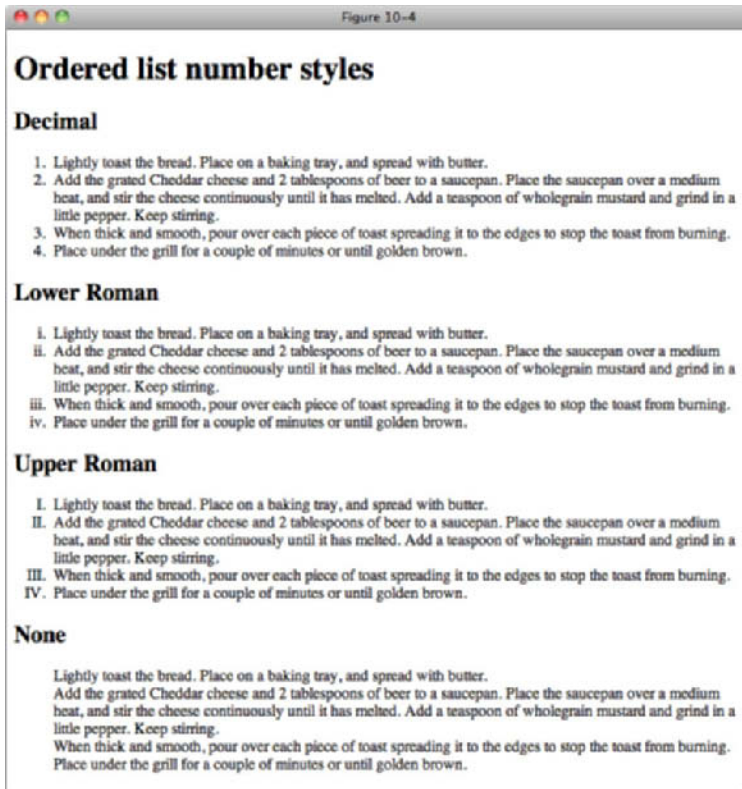 Figure 10–4
Ordered list number styles
Decimal
1. Lightly toast the bread. Place on a baking tray, and spread with butter.
2. Add the grated Cheddar cheese and 2 tablespoons of beer to a saucepan. Place the saucepan over a medium
heat, and stir the cheese continuously until it has melted. Add a teaspoon of wholegrain mustard and grind in a
little pepper. Keep stirring.
3. When thick and smooth, pour over each piece of toast spreading it to the edges to stop the toast from burning.
4. Place under the grill for a couple of minutes or until golden brown.
Lower Roman
i. Lightly toast the bread. Place on a baking tray, and spread with butter.
ii. Add the grated Cheddar cheese and 2 tablespoons of beer to a saucepan. Place the saucepan over a medium
heat, and stir the cheese continuously until it has melted. Add a teaspoon of wholegrain mustard and grind in a
little pepper. Keep stirring.
iii. When thick and smooth, pour over each piece of toast spreading it to the edges to stop the toast from burning.
iv. Place under the grill for a couple of minutes or until golden brown.
Upper Roman
I. Lightly toast the bread. Place on a baking tray, and spread with butter.
II. Add the grated Cheddar cheese and 2 tablespoons of beer to a saucepan. Place the saucepan over a medium
heat, and stir the cheese continuously until it has melted. Add a teaspoon of wholegrain mustard and grind in a
little pepper. Keep stirring.
III. When thick and smooth, pour over each piece of toast spreading it to the edges to stop the toast from burning.
IV. Place under the grill for a couple of minutes or until golden brown.
None
Lightly toast the bread. Place on a baking tray, and spread with butter.
Add the grated Cheddar cheese and 2 tablespoons of beer to a saucepan. Place the saucepan over a medium
heat, and stir the cheese continuously until it has melted. Add a teaspoon of wholegrain mustard and grind in a
little pepper. Keep stirring.
When thick and smooth, pour over each piece of toast spreading it to the edges to stop the toast from burning.
Place under the grill for a couple of minutes or until golden brown.